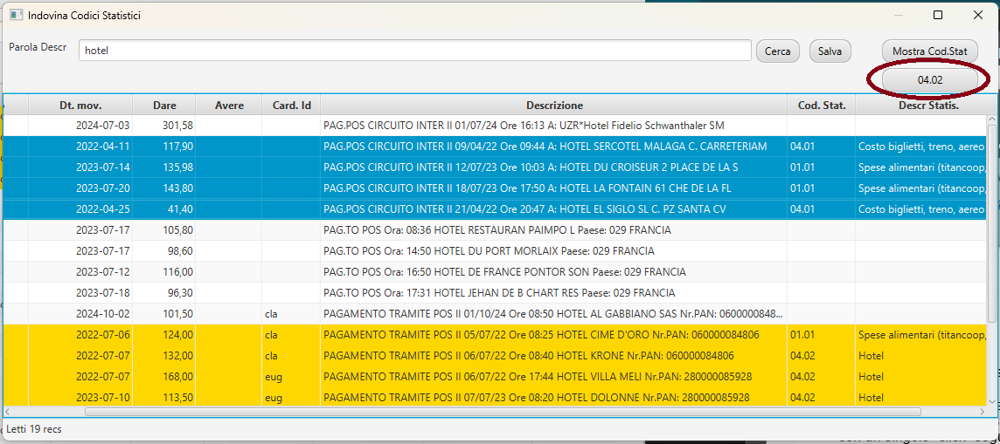 Indovina Codici Statistici
Parola Descr hotel Cerca Salva Mostra Cod.Stat
04.02
Dt. mov. Dare Avere Card. Id Descrizione Cod. Stat. Descr Statis.
2024-07-03 301,58 PAG.POS CIRCUITO INTER II 01/07/24 Ore 16:13 A: UZR*Hotel Fidelio Schwanthaler SM
2022-04-11 117,90 PAG.POS CIRCUITO INTER II 09/04/22 Ore 09:44 A: HOTEL SERCOTEL MALAGA C. CARRETERIAM 04.01 Costo biglietti, treno, aereo
2023-07-14 135,98 PAG.POS CIRCUITO INTER II 12/07/23 Ore 10:03 A: HOTEL DU CROISEUR 2 PLACE DE LA S 01.01 Spese alimentari (titancoop,
2023-07-20 143,80 PAG.POS CIRCUITO INTER II 18/07/23 Ore 17:50 A: HOTEL LA FONTAIN 61 CHE DE LA FL 01.01 Spese alimentari (titancoop,
2022-04-25 41,40 PAG.POS CIRCUITO INTER II 21/04/22 Ore 20:47 A: HOTEL EL SIGLO SL C. PZ SANTA CV 04.01 Costo biglietti, treno, aereo
2023-07-17 105,80 PAG.TO POS Ora: 08:36 HOTEL RESTAURAN PAIMPO L Paese: 029 FRANCIA
2023-07-17 98,60 PAG.TO POS Ora: 14:50 HOTEL DU PORT MORLAIX Paese: 029 FRANCIA
2023-07-12 116,00 PAG.TO POS Ora: 16:50 HOTEL DE FRANCE PONTOR SON Paese: 029 FRANCIA
2023-07-18 96,30 PAG.TO POS Ora: 17:31 HOTEL JEHAN DE B CHART RES Paese: 029 FRANCIA
2024-10-02 101,50 cla PAGAMENTO TRAMITE POS II 01/10/24 Ore 08:50 HOTEL AL GABBIANO SAS Nr.PAN: 0600000848...
2022-07-06 124,00 cla PAGAMENTO TRAMITE POS II 05/07/22 Ore 08:25 HOTEL CIME D'ORO Nr.PAN: 060000084806 01.01 Spese alimentari (titancoop,
2022-07-07 132,00 cla PAGAMENTO TRAMITE POS II 06/07/22 Ore 08:40 HOTEL KRONE Nr.PAN: 060000084806 04.02 Hotel
2022-07-07 168,00 eug PAGAMENTO TRAMITE POS II 06/07/22 Ore 17:44 HOTEL VILLA MELI Nr.PAN: 280000085928 04.02 Hotel
2023-07-10 113,50 eug PAGAMENTO TRAMITE POS II 07/07/23 Ore 08:20 HOTEL DOLONNE Nr.PAN: 280000085928 04.02 Hotel
Letti 19 recs